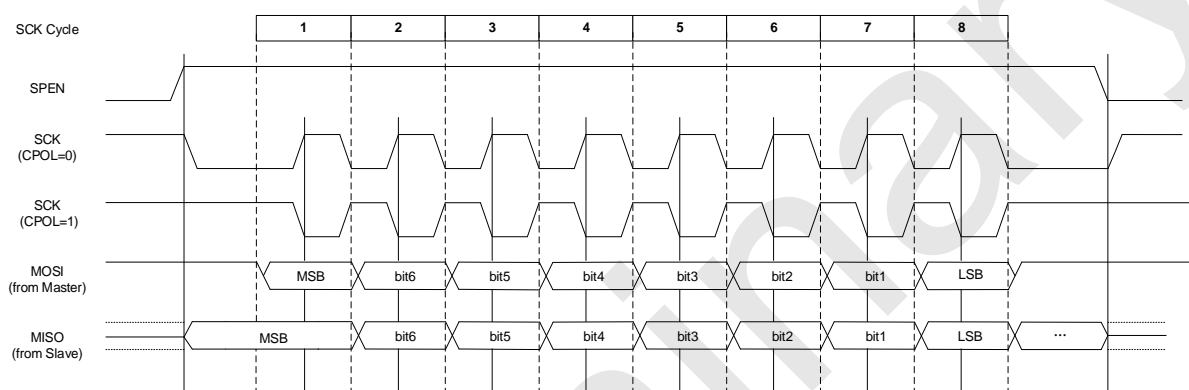 SCK Cycle 1 2 3 4 5 6 7 8
SPEN
SCK
(CPOL=0)
SCK
(CPOL=1)
MOSI
(from Master)
MSB bit6 bit5 bit4 bit3 bit2 bit1 LSB
MISO
(from Slave)
MSB bit6 bit5 bit4 bit3 bit2 bit1 LSB ...